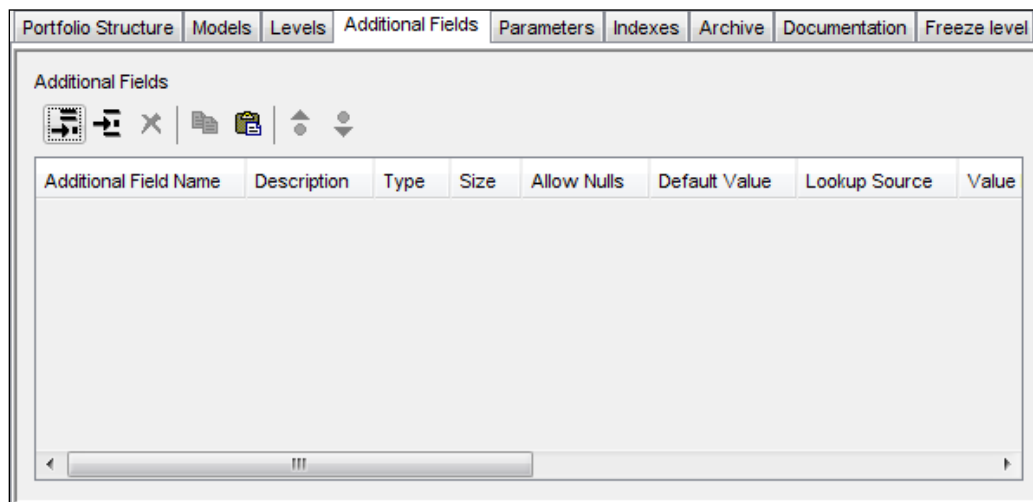 Portfolio Structure Models Levels Additional Fields Parameters Indexes Archive Documentation Freeze level
Additional Fields
Additional Field Name Description Type Size Allow Nulls Default Value Lookup Source Value